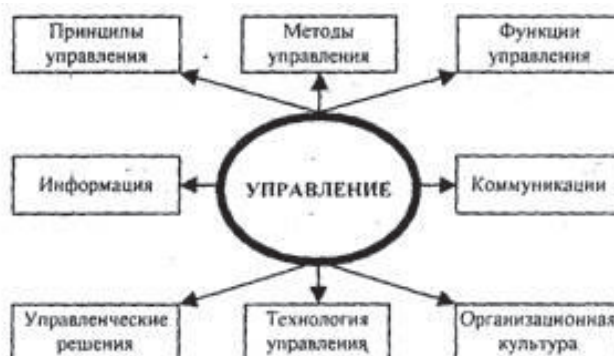 Принципы
управления
Методы
управления
Функции
управления
Информация
УПРАВЛЕНИЕ
Коммуникации
Управленческие
решения
Технология
управления
Организационная
культура